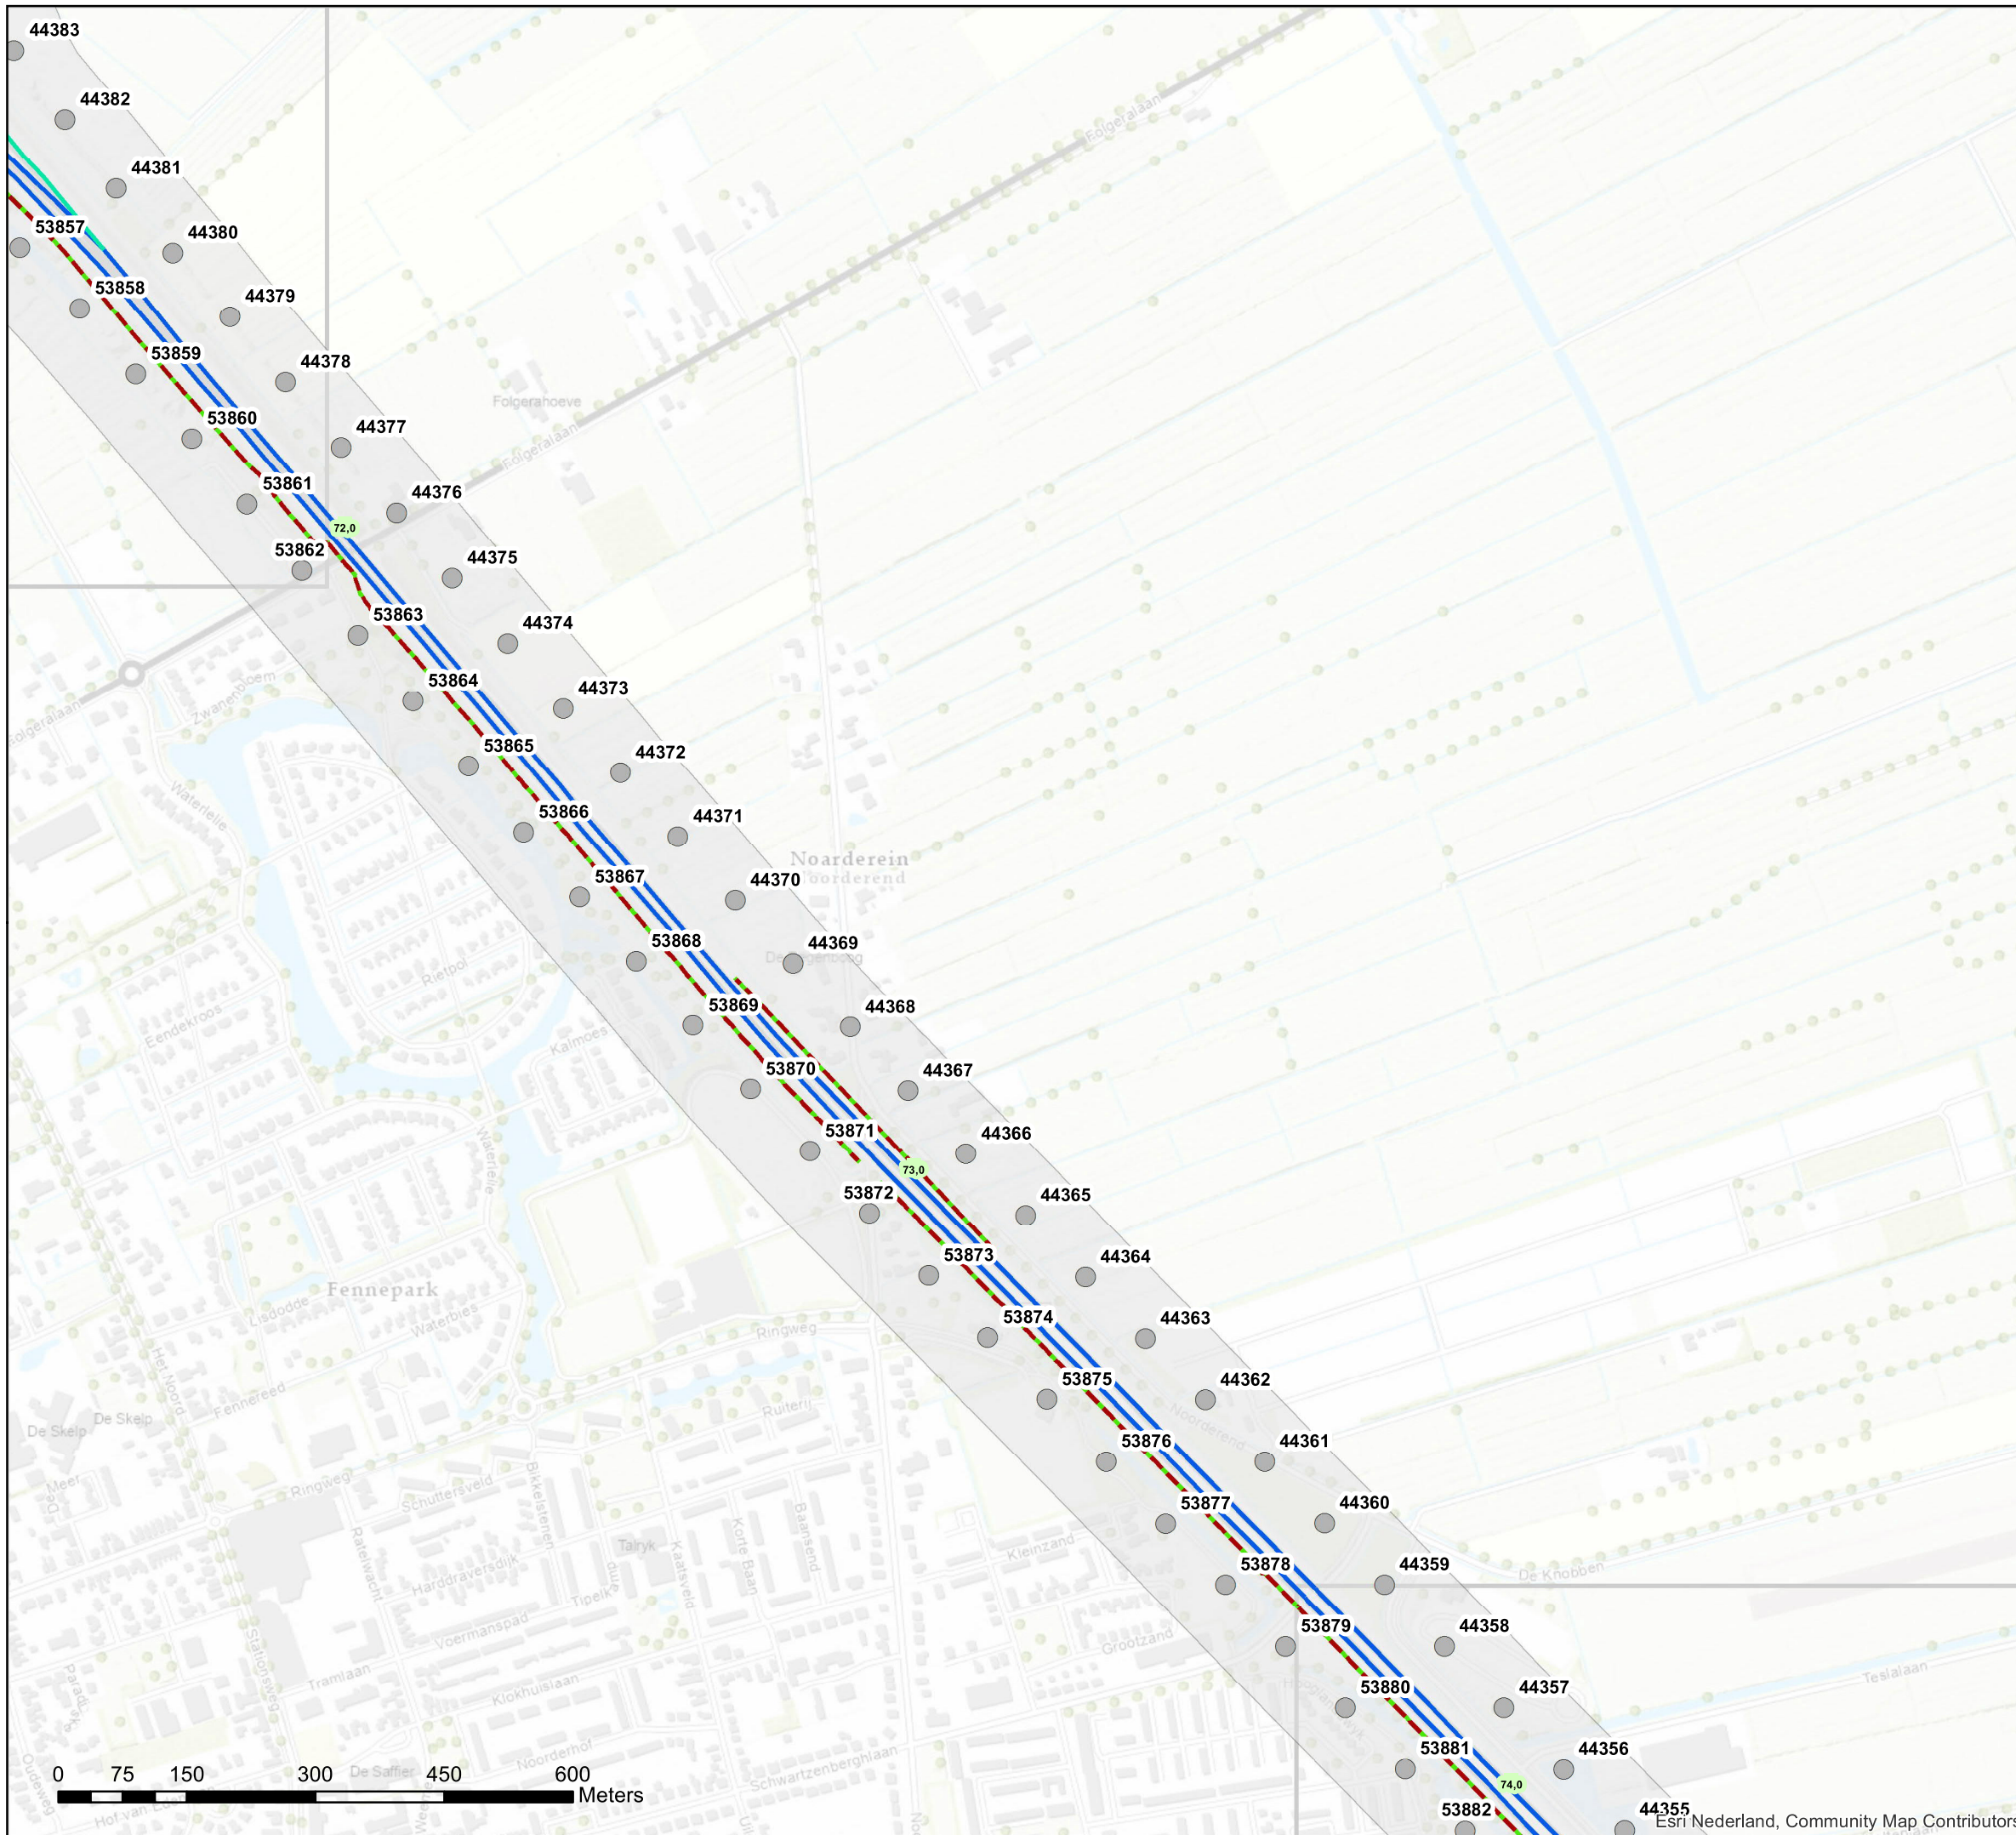 44383
44382
44381
53857
44380
53858
44379
53859
44378
53860
44377
53861
44376
72,0
53862
44375
53863
44374
53864
44373
53865
44372
53866
44371
53867
44370
53868
44369
53869
44368
53870
44367
53871
44366
73,0
53872
44365
53873
44364
53874
44363
53875
44362
53876
44361
53877
44360
53878
44359
53879
44358
53880
44357
53881
44356
74,0
53882
44355
Folgeralaan
Folgerahoeve
Folgeralaan
Zwanenbloem
Waterlelie
Noarderein
Rietpol
Eendekroos
Kalmoes
Waterlelie
Fennepark
Lisdodde
Waterbies
Ringweg
Het Noord
Fennereed
De Skelp
De Skelp
Ruiterij
Noorderend
Meer
Ringweg
Schuttersveld
Bikkelstenen
Ratelwacht
Harddraversdijk
Talryk
Kaatsveld
Korte Baan
Baansend
Kleinzand
De Knobben
Tipelk
Voermanspad
Grootzand
Stationsweg
Tramlaan
Klokhuislaan
Teslalaan
Noorderhof
De Saffier
Schwartzenberghlaan
Oudeweg
0 75 150 300 450 600
Meters
Esri Nederland, Community Map Contributors